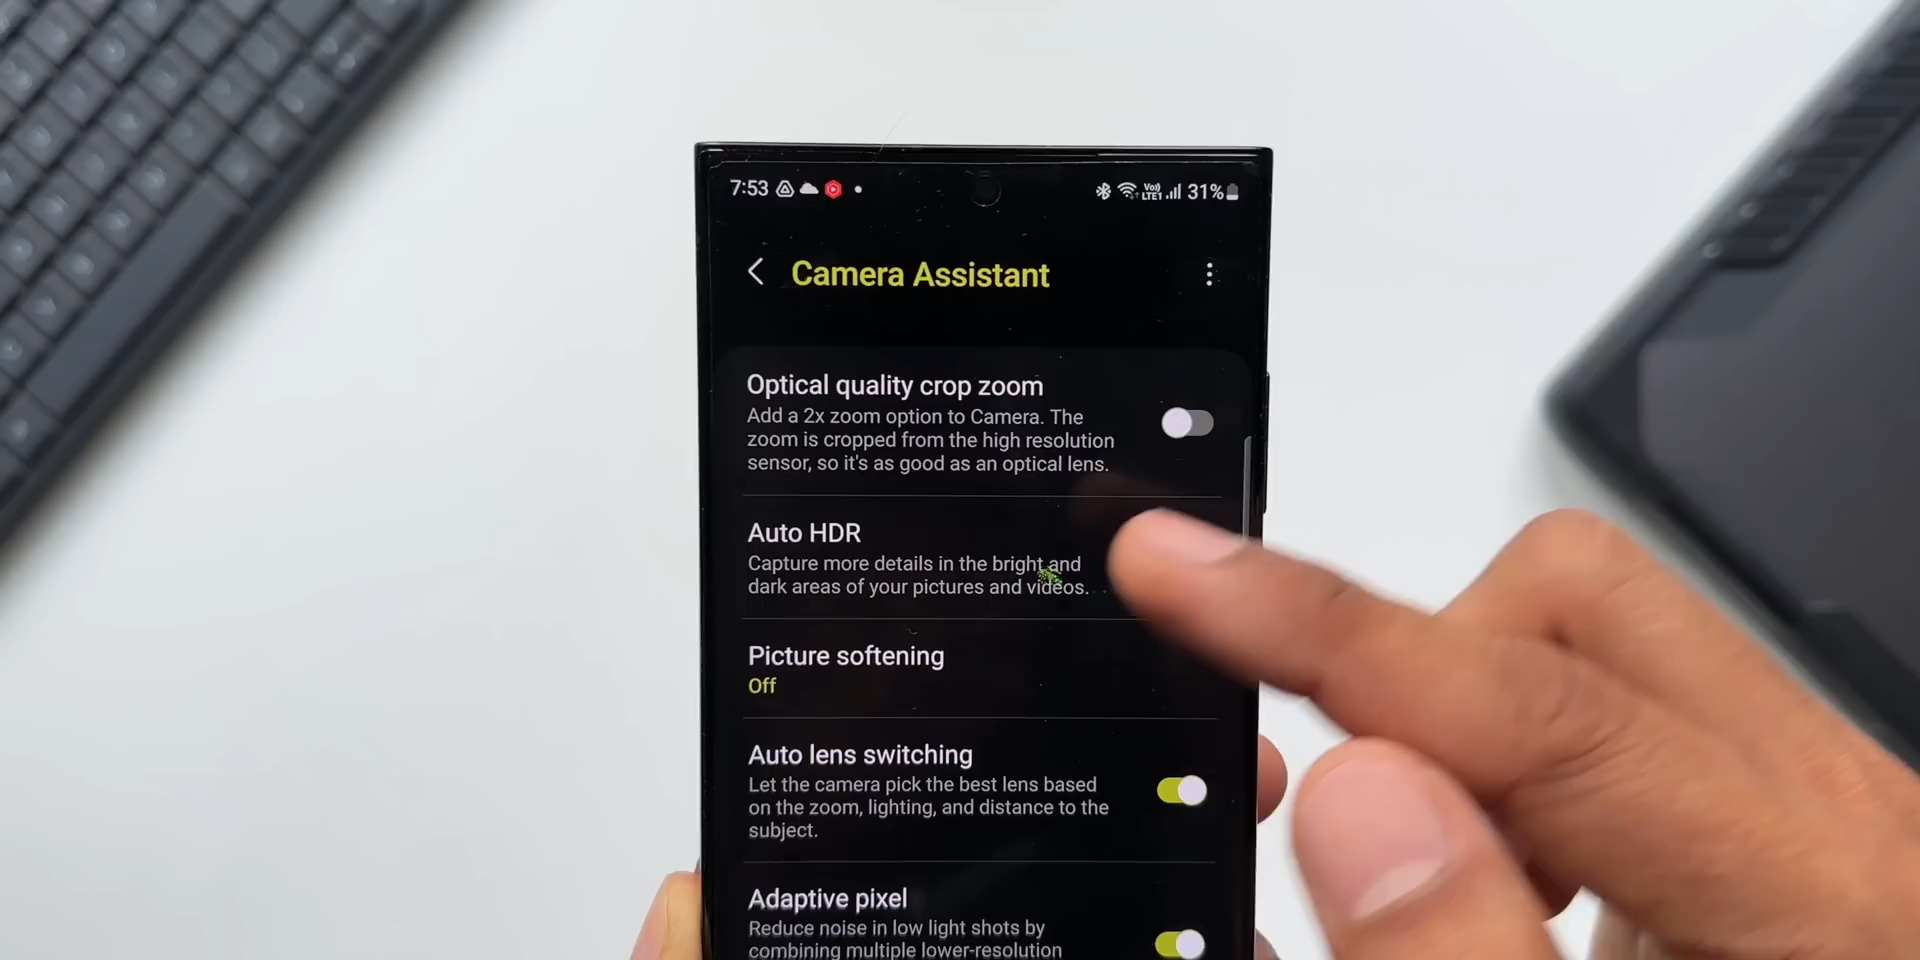 7:53 Vo) LTE1 31%
Camera Assistant
Optical quality crop zoom
Add a 2x zoom option to Camera. The
zoom is cropped from the high resolution
sensor, so it's as good as an optical lens.
Auto HDR
Capture more details in the bright and
dark areas of your pictures and videos.
Picture softening
Off
Auto lens switching
Let the camera pick the best lens based
on the zoom, lighting, and distance to the
subject.
Adaptive pixel
Reduce noise in low light shots by
combining multiple lower-resolution